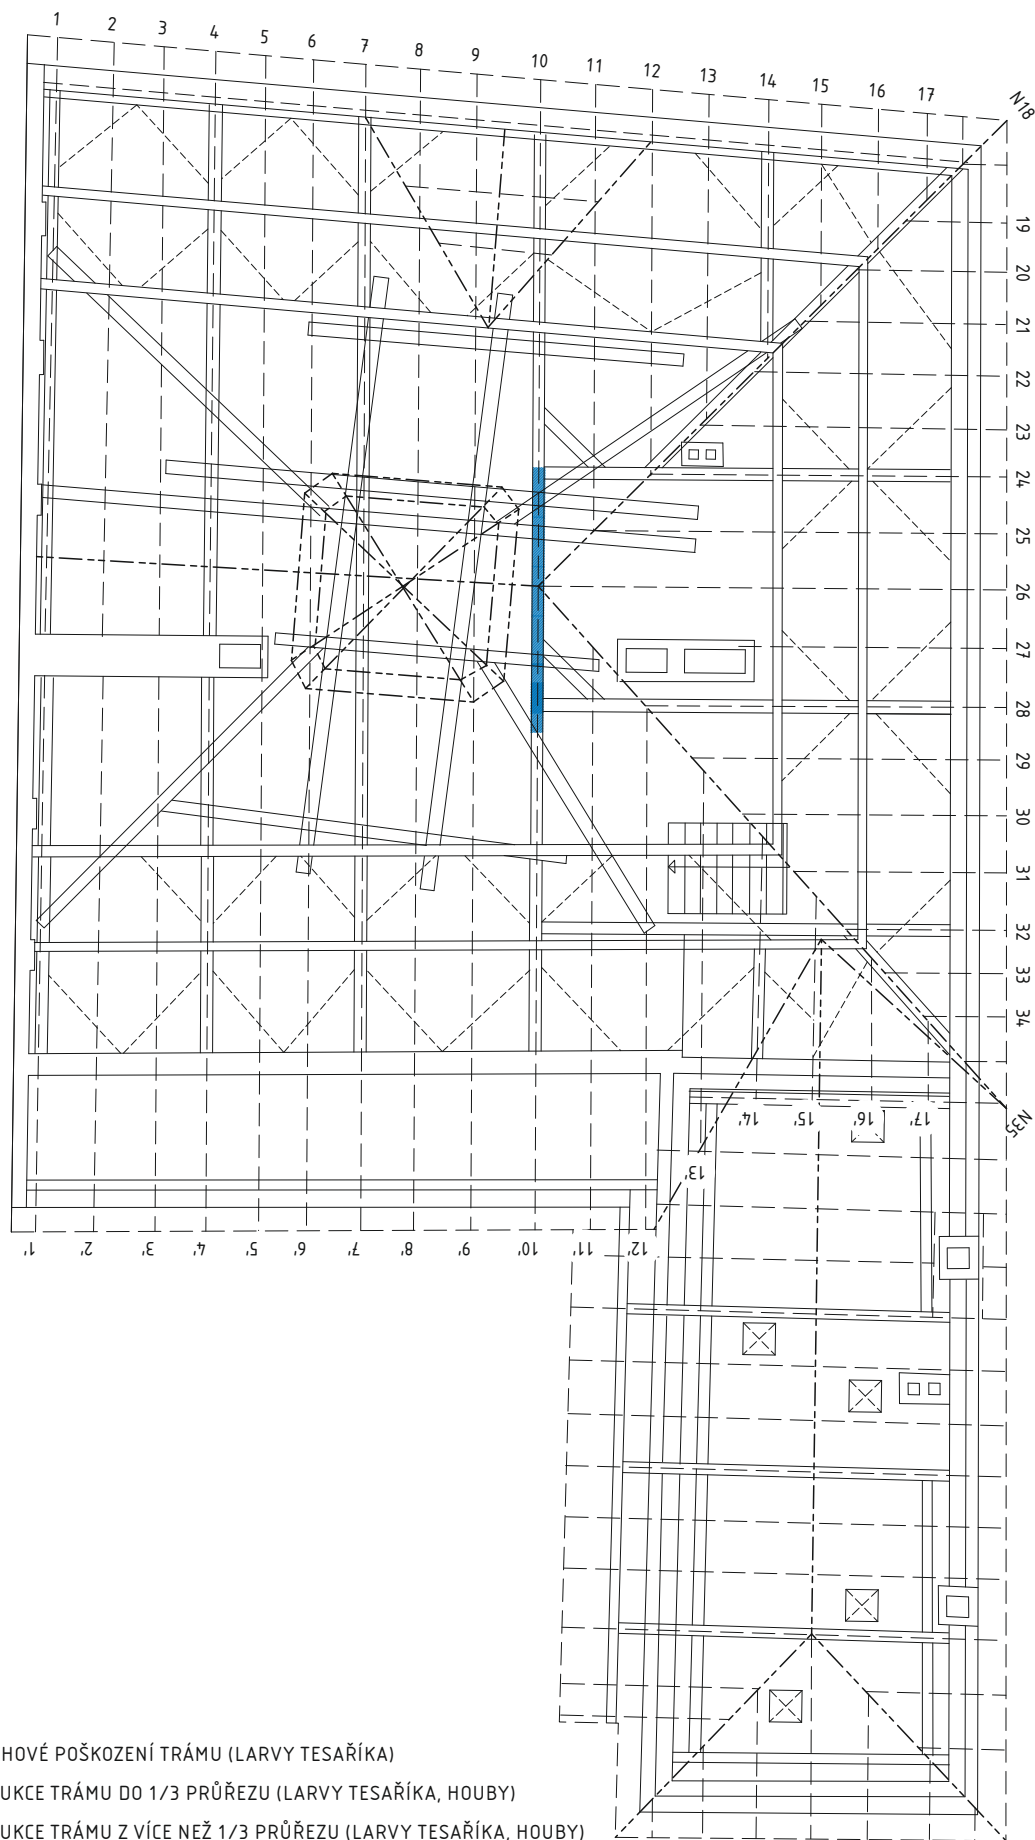 1 2 3 4 5 6 7 8 9 10 11 12 13 14 15 16 17 N18
19
20
21
22
23
24
25
26
27
28
29
30
31
32
33
34
N35
14' 15' 16' 17'
13'
1' 2' 3' 4' 5' 6' 7' 8' 9' 10' 11' 12'
HOVÉ POŠKOZENÍ TRÁMU (LARVY TESAŘÍKA)
UKCE TRÁMU DO 1/3 PRŮŘEZU (LARVY TESAŘÍKA, HOUBY)
UKCE TRÁMU Z VÍCE NEŽ 1/3 PRŮŘEZU (LARVY TESAŘÍKA, HOUBY)